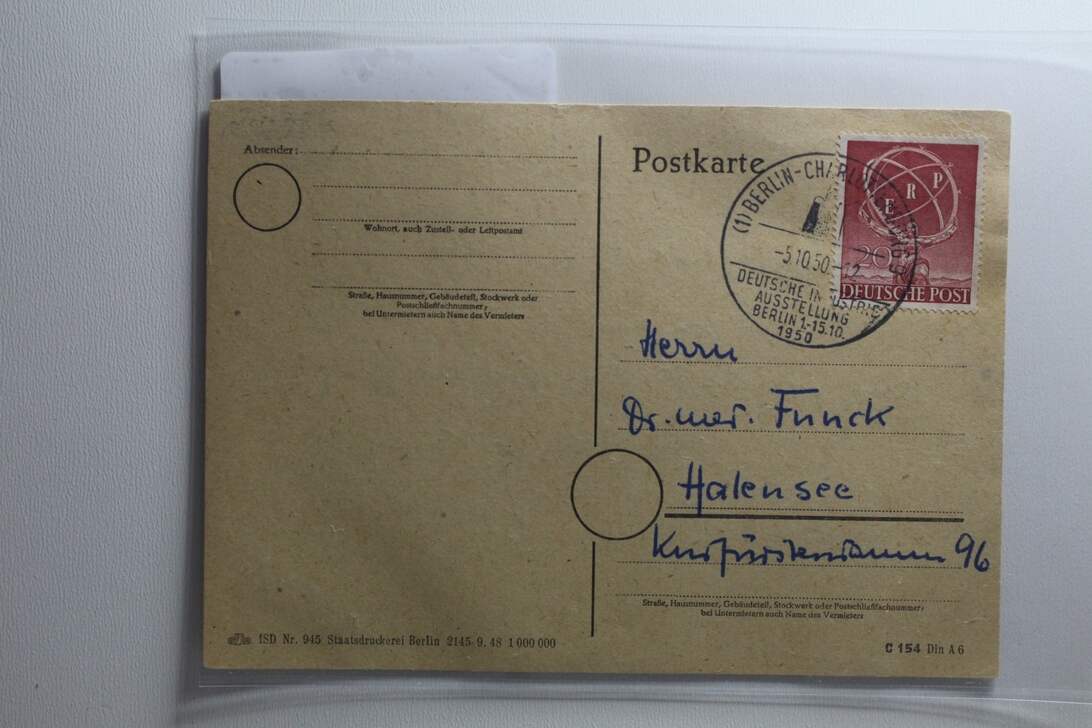 Absender:
Wohnort, auch Zustell- oder Leitpostamt
Straße, Hausnummer, Gebäudeteil, Stockwerk oder
Postschließfachnummer;
bei Untermietern auch Name des Vermieters
Postkarte
(1) BERLIN-CHARLOTTENBURG
-5.10.50.-12
DEUTSCHE INDUSTRIE
AUSSTELLUNG
BERLIN 1.-15.10.
1950
E R P
20
DEUTSCHE POST
Herrn
Dr. med. Funck
Halensee
Kurfürstendamm 96
Straße, Hausnummer, Gebäudeteil, Stockwerk oder Postschließfachnummer;
bei Untermietern auch Name des Vermieters
ISD Nr. 945 Staatsdruckerei Berlin 2145. 9. 48 1 000 000
C 154 Din A 6